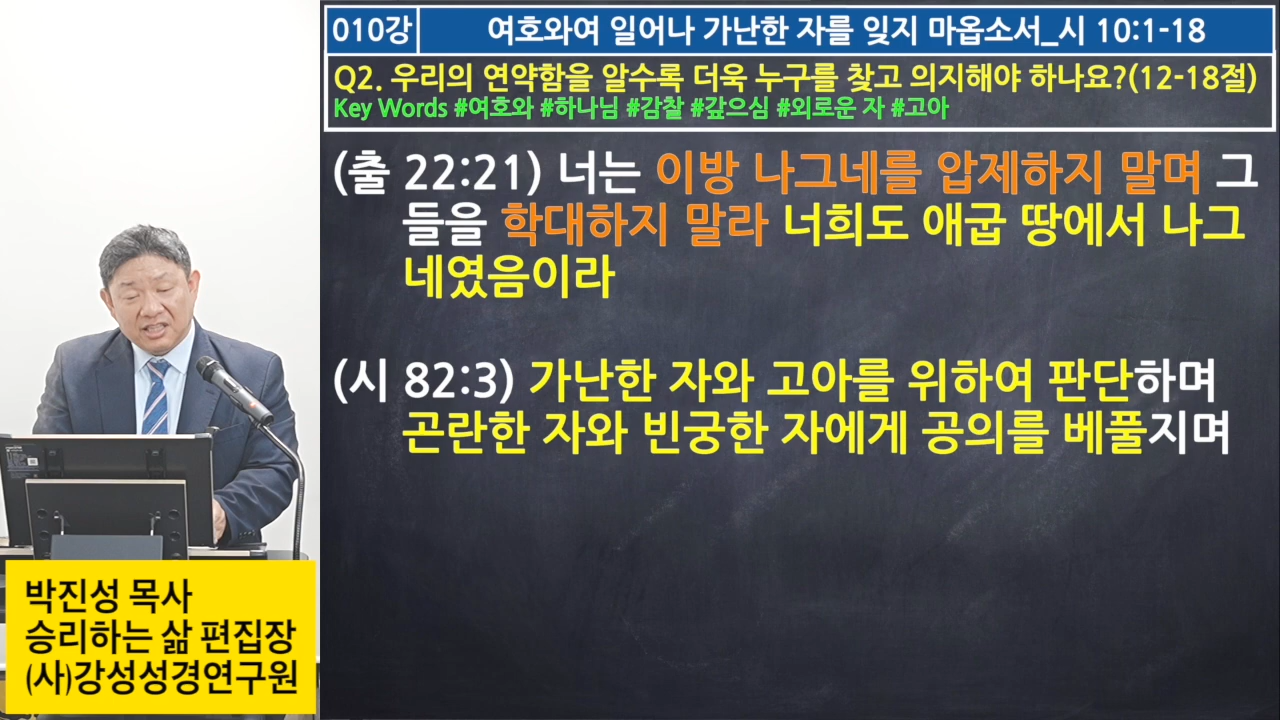 010강 여호와여 일어나 가난한 자를 잊지 마옵소서_시 10:1-18
Q2. 우리의 연약함을 알수록 더욱 누구를 찾고 의지해야 하나요?(12-18절)
Key Words #여호와 #하나님 #감찰 #갚으심 #외로운 자 #고아
(출 22:21) 너는 이방 나그네를 압제하지 말며 그
들을 학대하지 말라 너희도 애굽 땅에서 나그
네였음이라
(시 82:3) 가난한 자와 고아를 위하여 판단하며
곤란한 자와 빈궁한 자에게 공의를 베풀지며
박진성 목사
승리하는 삶 편집장
(사)강성성경연구원